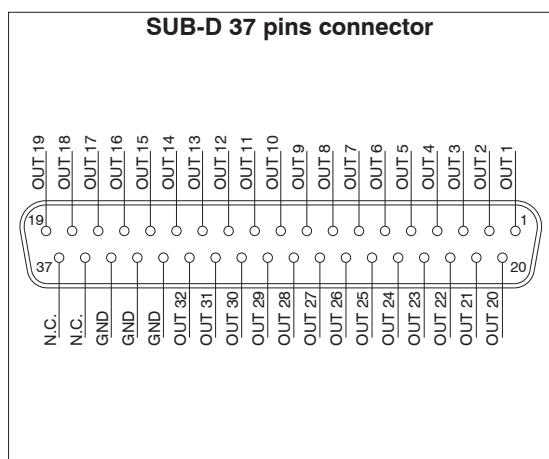 SUB-D 37 pins connector
OUT 19
OUT 18
OUT 17
OUT 16
OUT 15
OUT 14
OUT 13
OUT 12
OUT 11
OUT 10
OUT 9
OUT 8
OUT 7
OUT 6
OUT 5
OUT 4
OUT 3
OUT 2
OUT 1
19
1
37
20
N.C.
N.C.
GND
GND
GND
OUT 32
OUT 31
OUT 30
OUT 29
OUT 28
OUT 27
OUT 26
OUT 25
OUT 24
OUT 23
OUT 22
OUT 21
OUT 20